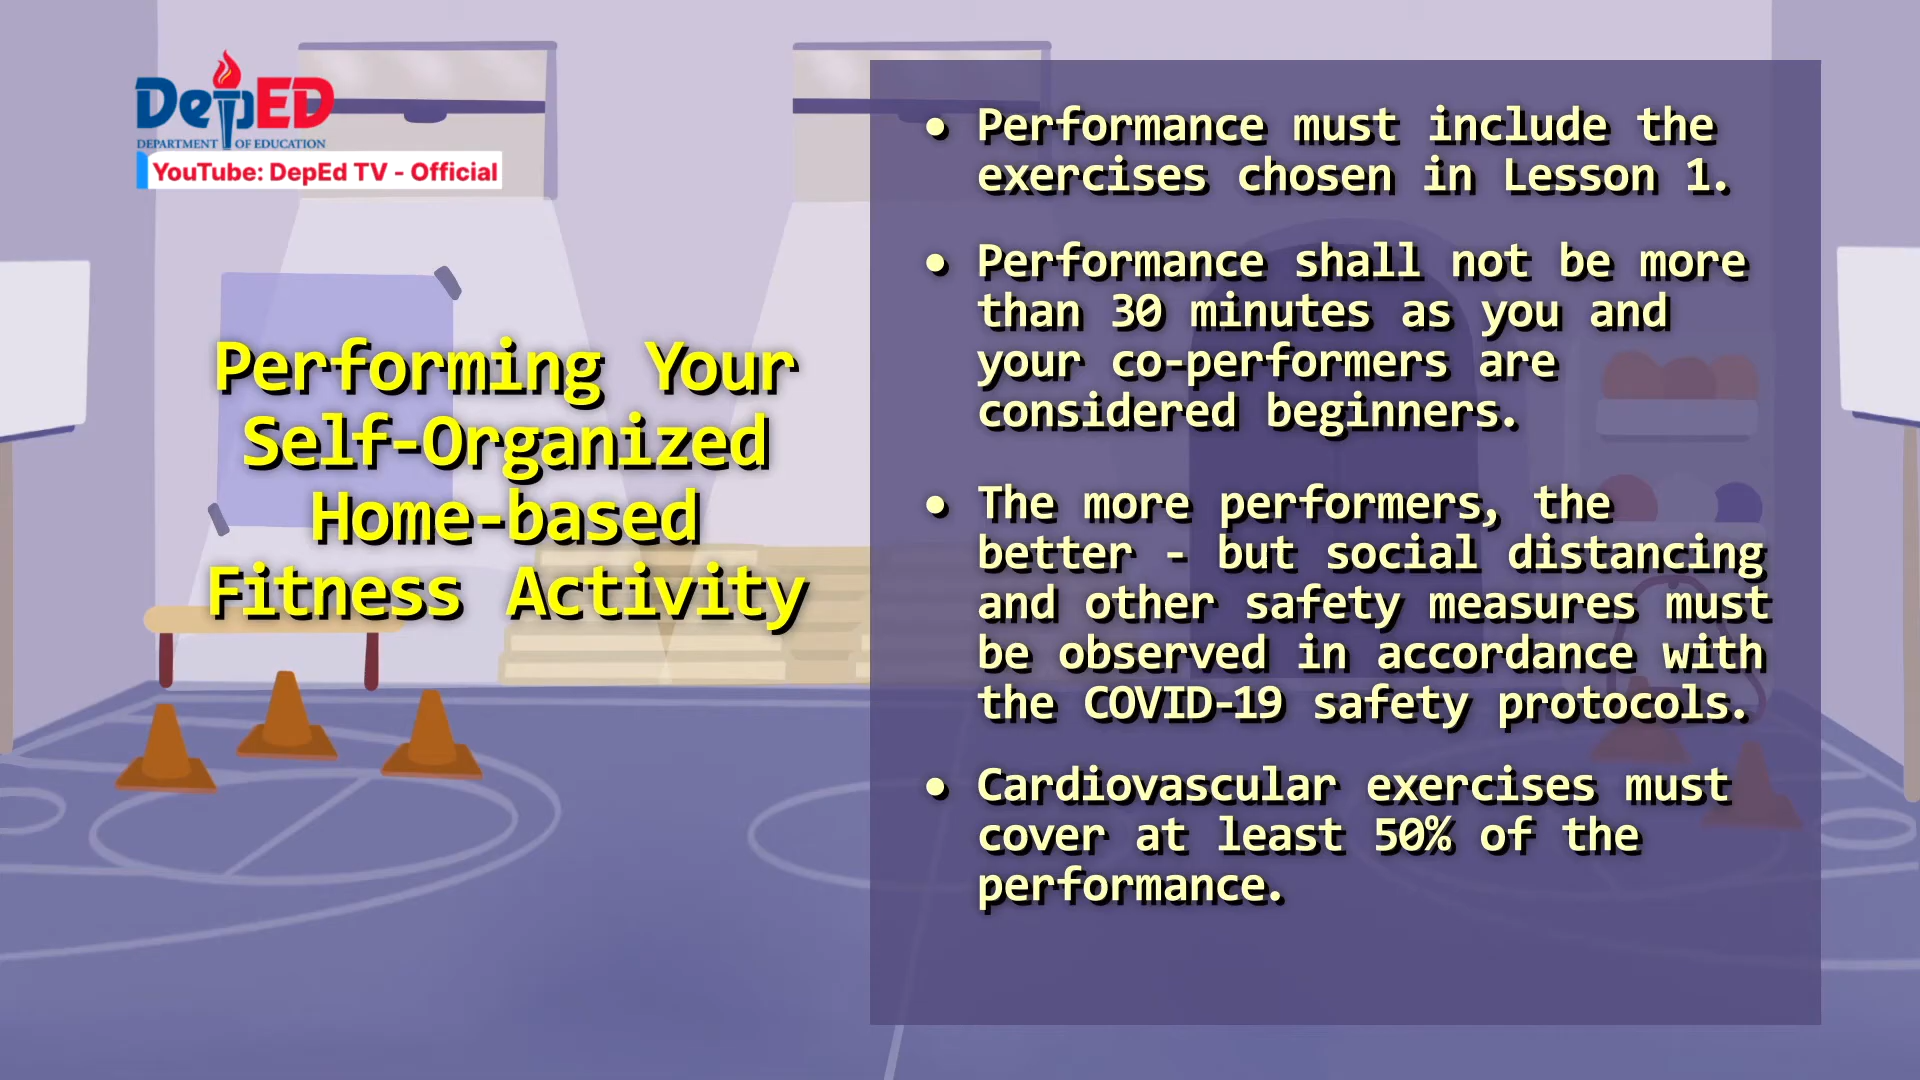 DepED
DEPARTMENT OF EDUCATION
YouTube: DepEd TV - Official
Performing Your
Self-Organized
Home-based
Fitness Activity
• Performance must include the
exercises chosen in Lesson 1.
• Performance shall not be more
than 30 minutes as you and
your co-performers are
considered beginners.
• The more performers, the
better - but social distancing
and other safety measures must
be observed in accordance with
the COVID-19 safety protocols.
• Cardiovascular exercises must
cover at least 50% of the
performance.